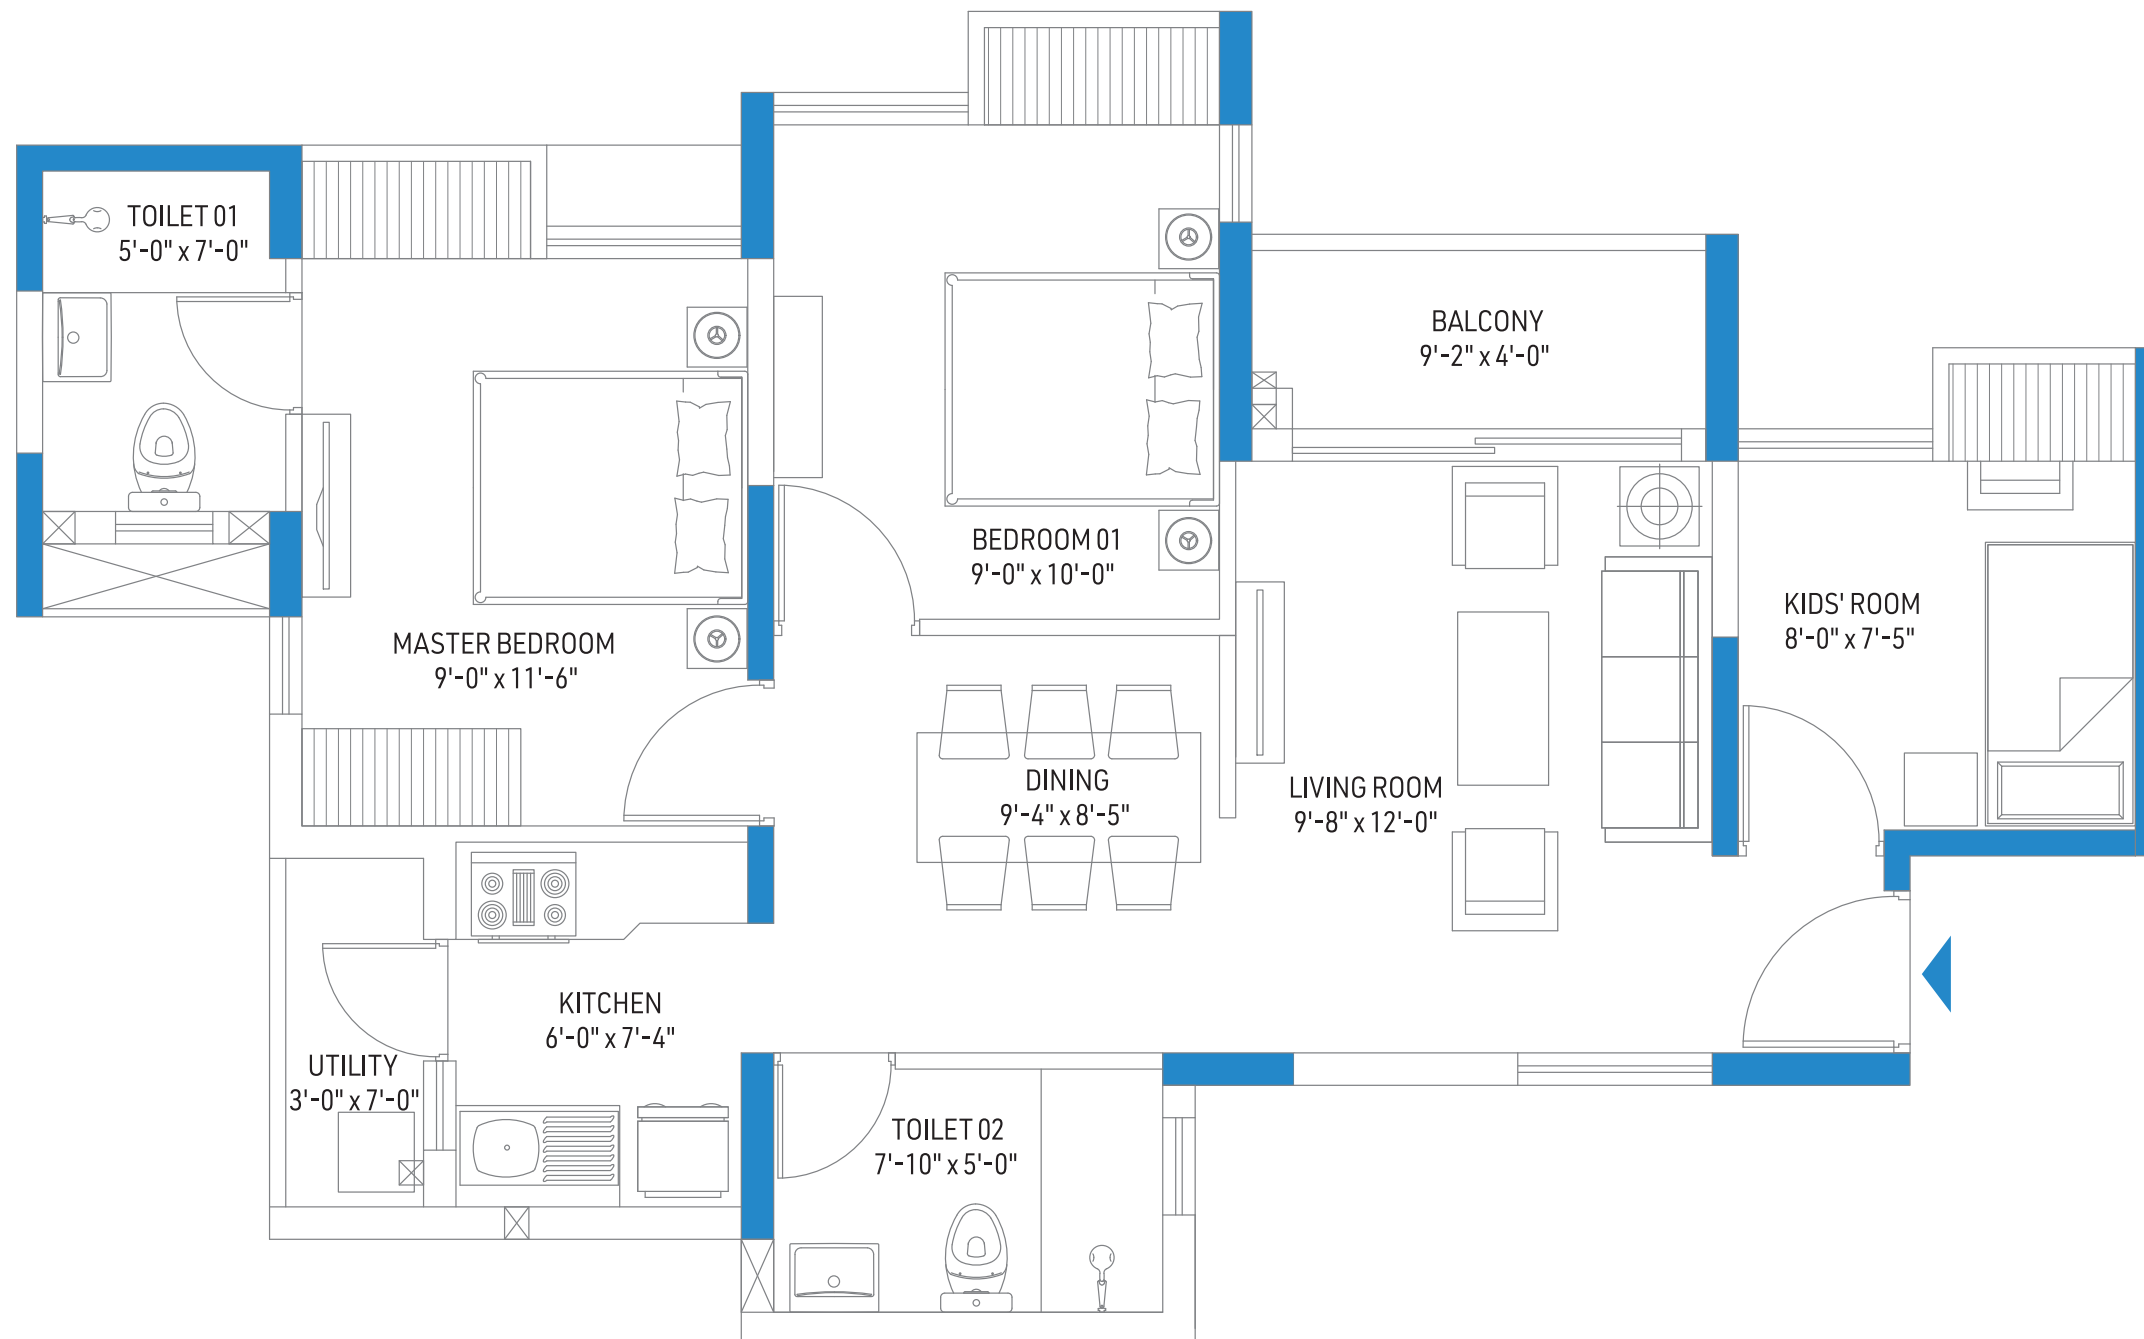 TOILET 01
5'-0" x 7'-0"
BALCONY
9'-2" x 4'-0"
BEDROOM 01
9'-0" x 10'-0"
KIDS' ROOM
8'-0" x 7'-5"
MASTER BEDROOM
9'-0" x 11'-6"
DINING
9'-4" x 8'-5"
LIVING ROOM
9'-8" x 12'-0"
KITCHEN
6'-0" x 7'-4"
UTILITY
3'-0" x 7'-0"
TOILET 02
7'-10" x 5'-0"